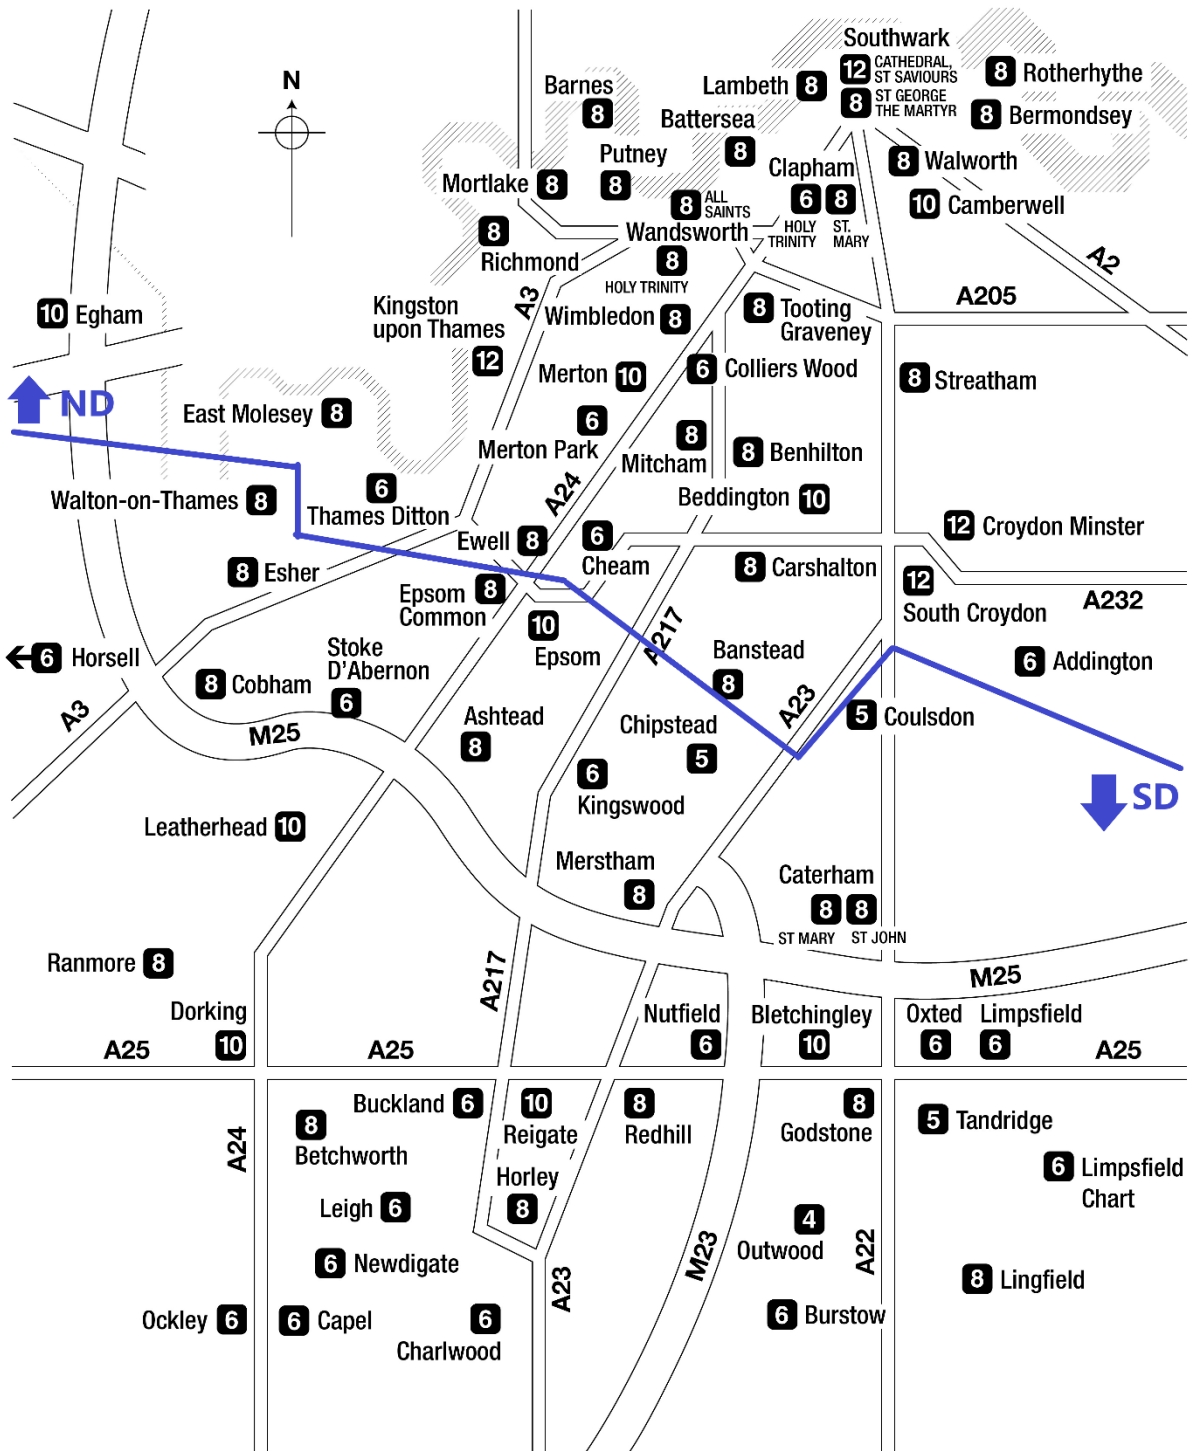 Southwark
12 CATHEDRAL,
ST SAVIOURS
8 ST GEORGE
THE MARTYR
8 Rotherhythe
8 Bermondsey
N
Barnes
8
Lambeth 8
Battersea
8
Putney
8
Mortlake 8
Clapham
6 8
HOLY
TRINITY
ST.
MARY
8 Walworth
10 Camberwell
8 ALL
SAINTS
Wandsworth
8
HOLY TRINITY
8
Richmond
A2
A3
A205
10 Egham
Kingston
upon Thames
12
Wimbledon 8
8 Tooting
Graveney
Merton 10
6 Colliers Wood
8 Streatham
ND
East Molesey 8
6
Merton Park
8
Mitcham
8 Benhilton
Walton-on-Thames 8
6
Thames Ditton
A24
Beddington 10
12 Croydon Minster
Ewell 8
6
Cheam
8 Carshalton
8 Esher
Epsom
Common
8
12
South Croydon
A232
10
Epsom
A217
6 Horsell
Stoke
D'Abernon
6
Banstead
8
6 Addington
8 Cobham
A3
M25
Ashtead
8
Chipstead
5
A23
5 Coulsdon
6
Kingswood
SD
Leatherhead 10
Merstham
8
Caterham
8 8
ST MARY
ST JOHN
Ranmore 8
A217
M25
Dorking
10
Nutfield
6
Bletchingley
10
Oxted
6
Limpsfield
6
A25
A25
A25
Buckland 6
10
Reigate
8
Redhill
8
Godstone
5 Tandridge
8
Betchworth
A24
Horley
8
6 Limpsfield
Chart
Leigh 6
4
Outwood
6 Newdigate
M23
A22
A23
8 Lingfield
Ockley 6
6 Capel
6
Charlwood
6 Burstow